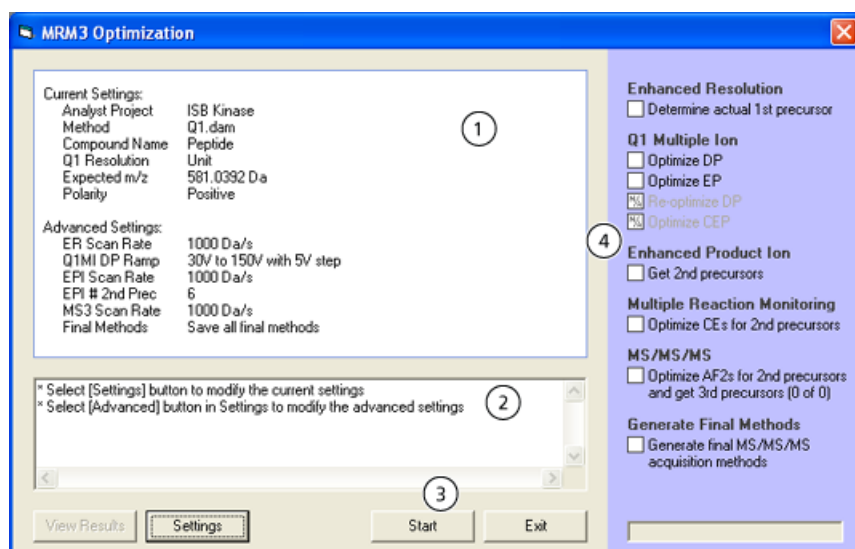 MRM3 Optimization
Current Settings:
Analyst Project ISB Kinase
Method Q1.dam
Compound Name Peptide
Q1 Resolution Unit
Expected m/z 581.0392 Da
Polarity Positive
1
Advanced Settings:
ER Scan Rate 1000 Da/s
Q1MI DP Ramp 30V to 150V with 5V step
EPI Scan Rate 1000 Da/s
EPI # 2nd Prec 6
MS3 Scan Rate 1000 Da/s
Final Methods Save all final methods
* Select [Settings] button to modify the current settings
* Select [Advanced] button in Settings to modify the advanced settings
2
3
View Results Settings Start Exit
4
Enhanced Resolution
Determine actual 1st precursor
Q1 Multiple Ion
Optimize DP
Optimize EP
N/A Re-optimize DP
N/A Optimize CEP
Enhanced Product Ion
Get 2nd precursors
Multiple Reaction Monitoring
Optimize CEs for 2nd precursors
MS/MS/MS
Optimize AF2s for 2nd precursors
and get 3rd precursors (0 of 0)
Generate Final Methods
Generate final MS/MS/MS
acquisition methods